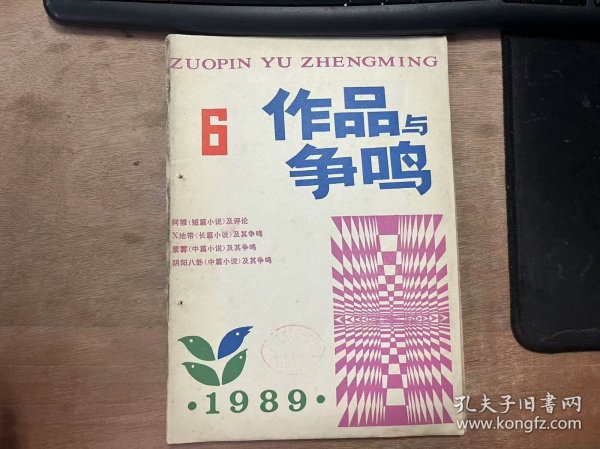 ZUOPIN YU ZHENGMING
6
作品与
争鸣
阿攀(短篇小说)及评论
X地带(长篇小说)及其争鸣
紫雾(中篇小说)及其争鸣
阴阳八卦(中篇小说)及其争鸣
·1989·
孔夫子旧书网
www.kongfz.com